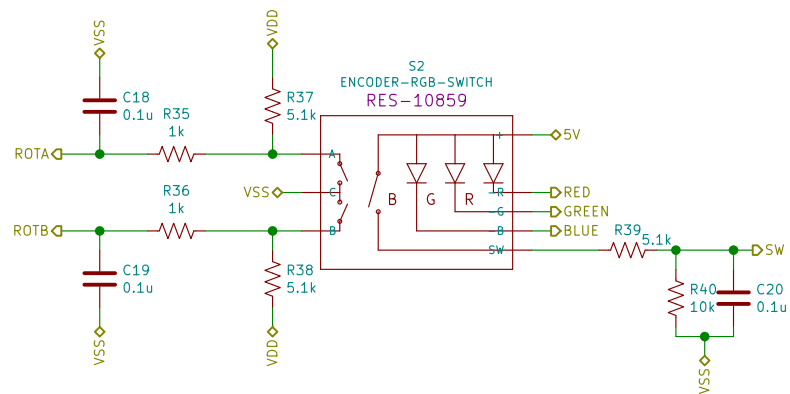 VSS
VDD
S2
ENCODER-RGB-SWITCH
RES-10859
C18
0.1u
R35
1k
R37
5.1k
+
5V
ROTA
A
VSS
C
B
G
R
R
RED
G
GREEN
R36
1k
ROTB
B
B
BLUE
R39
5.1k
SW
SW
C19
0.1u
R38
5.1k
R40
10k
C20
0.1u
VSS
VDD
VSS